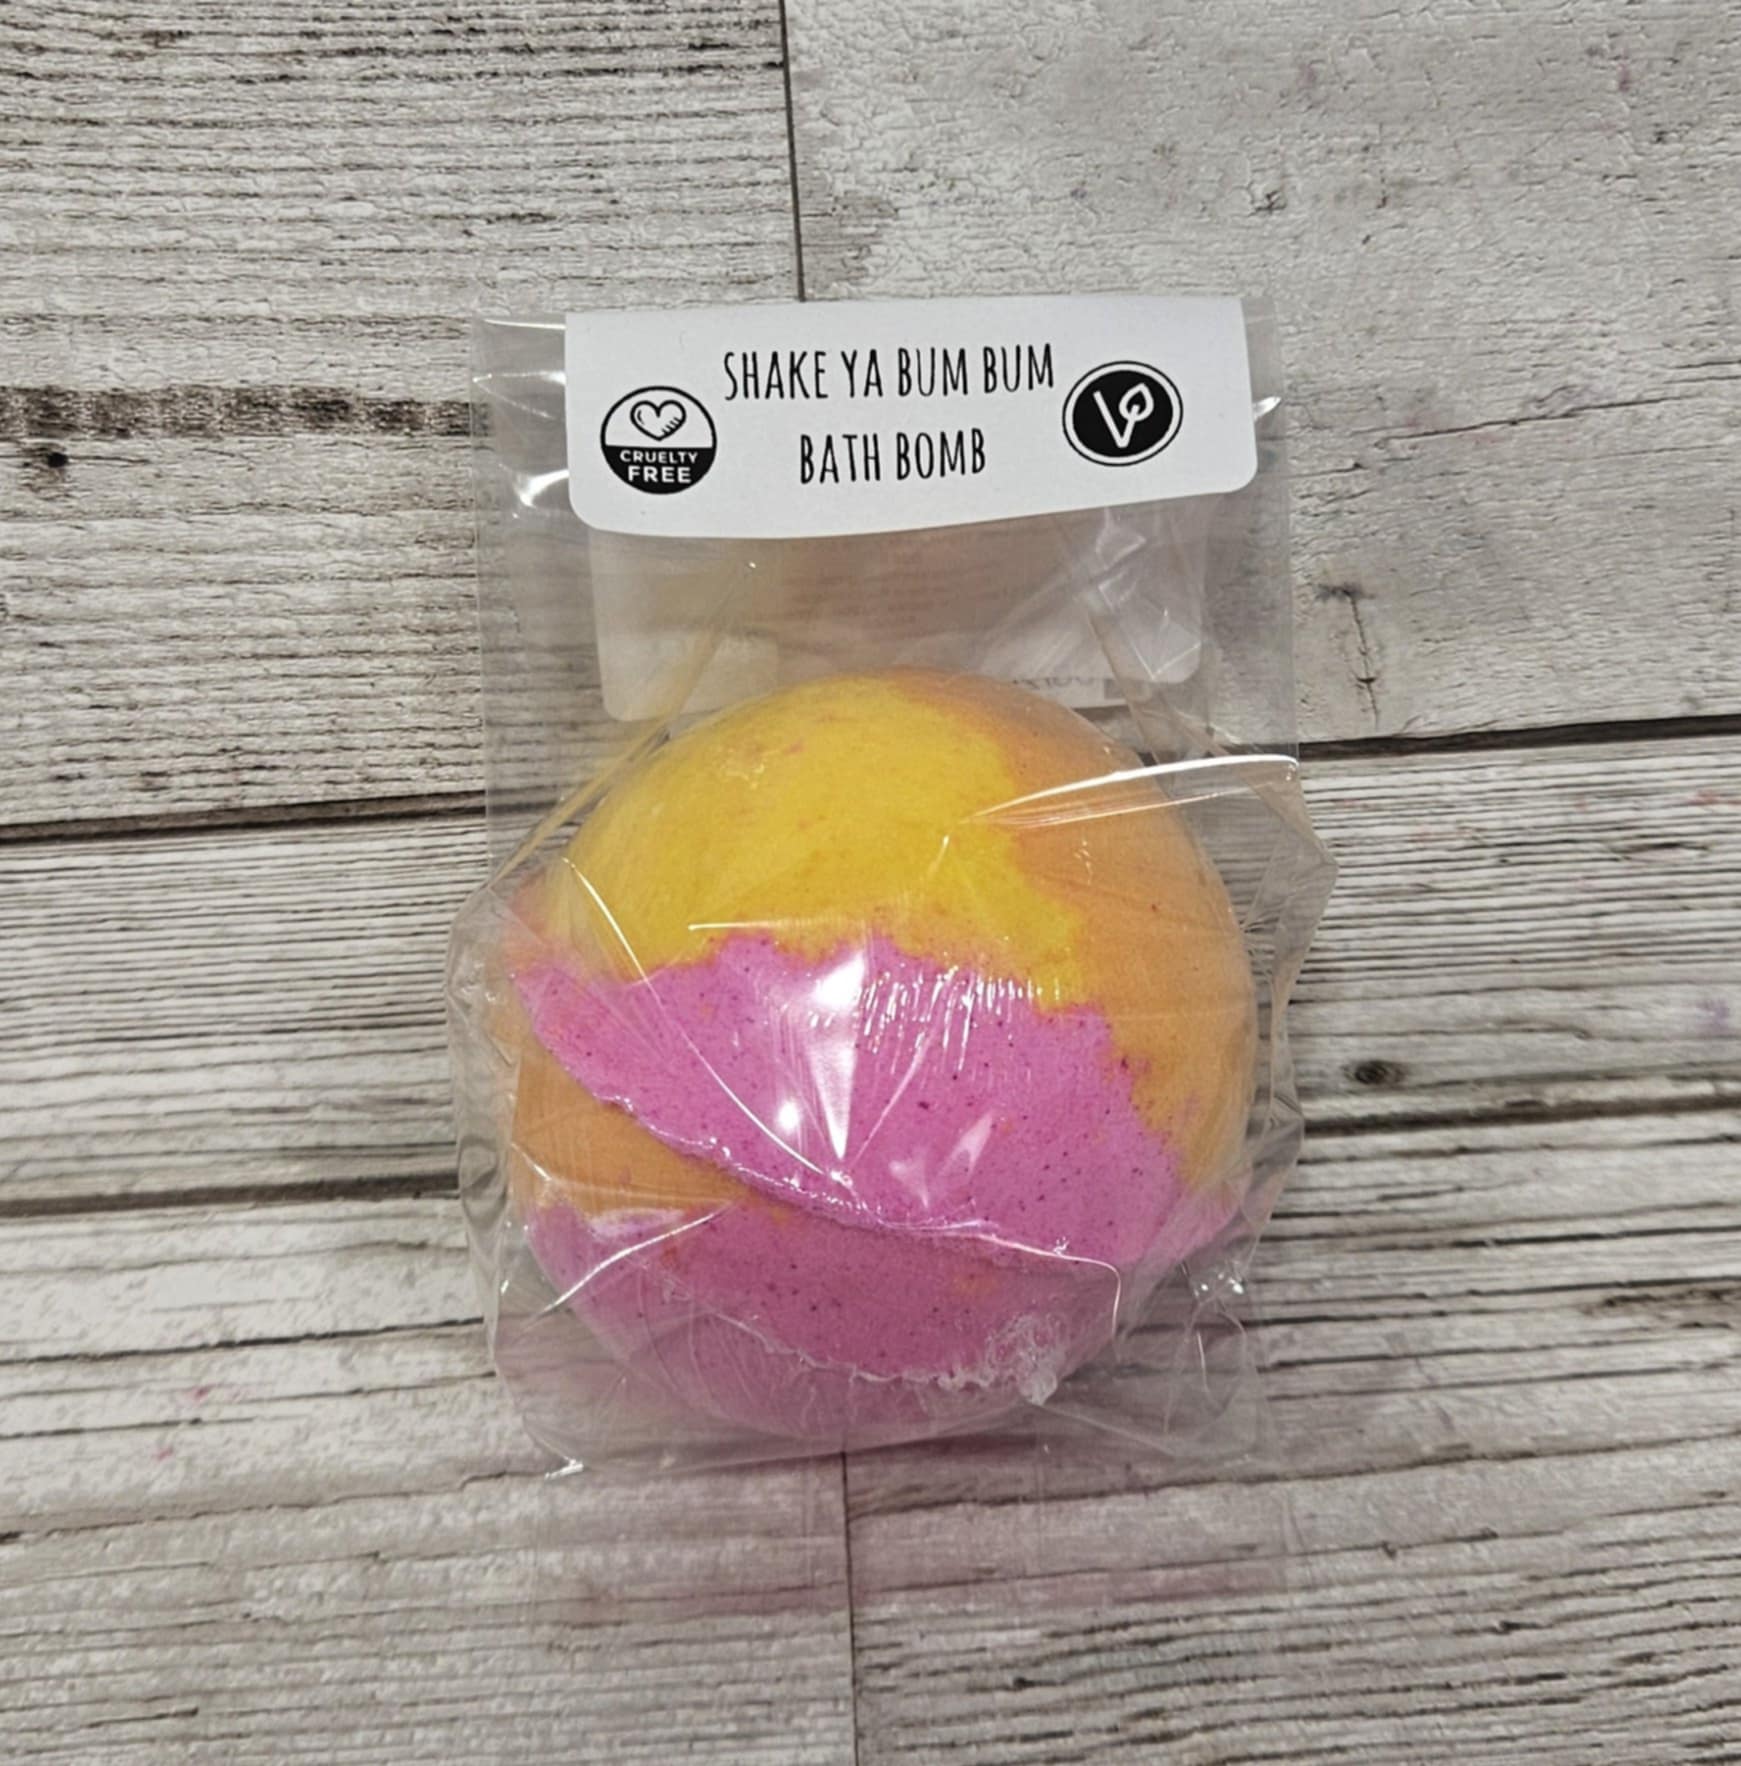 SHAKE YA BUM BUM
BATH BOMB
CRUELTY
FREE
V